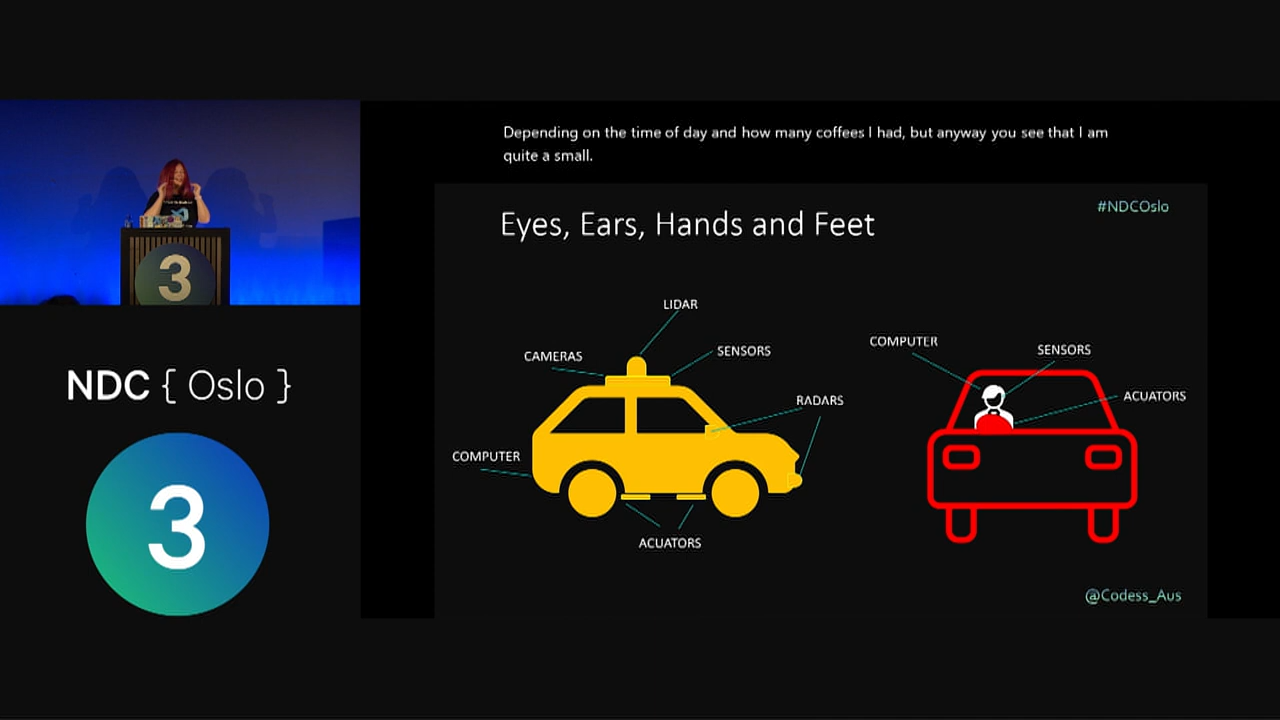 Depending on the time of day and how many coffees I had, but anyway you see that I am
quite a small.
#NDCOslo
Eyes, Ears, Hands and Feet
LIDAR
CAMERAS
SENSORS
RADARS
COMPUTER
ACUATORS
COMPUTER
SENSORS
ACUATORS
@Codess_Aus
3
NDC { Oslo }
3